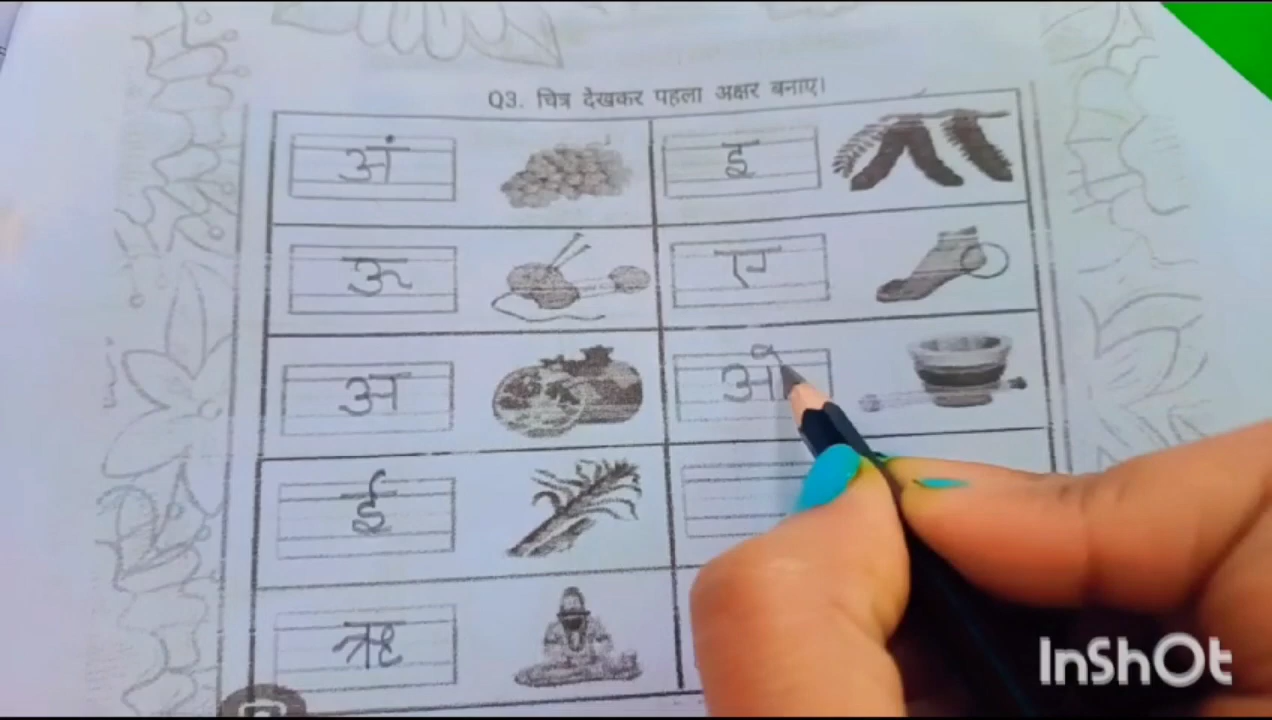 Q3. चित्र देखकर पहला अक्षर बनाए।
अं इ
ऊ ए
अ ओ
ई
ऋ
InShOt